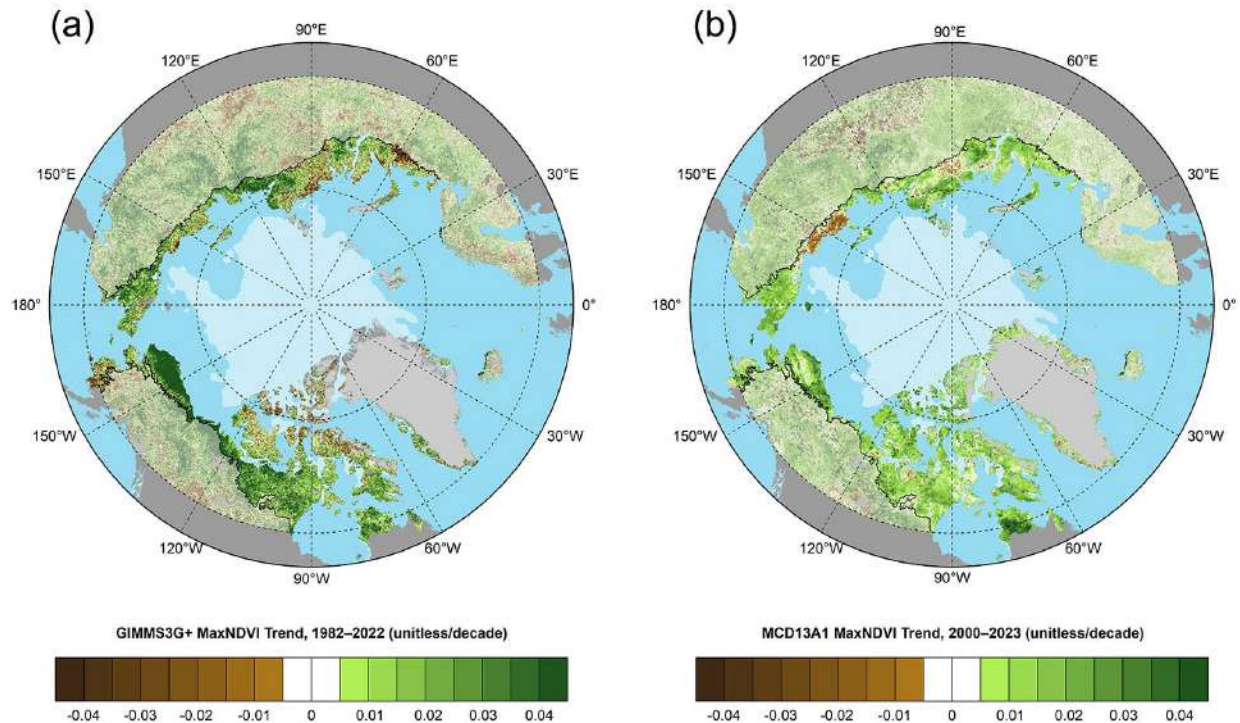 (a)
90°E
120°E
60°E
150°E
30°E
180°
0°
150°W
30°W
120°W
60°W
90°W
GIMMS3G+ MaxNDVI Trend, 1982–2022 (unitless/decade)
-0.04 -0.03 -0.02 -0.01 0 0.01 0.02 0.03 0.04
(b)
90°E
120°E
60°E
150°E
30°E
180°
0°
150°W
30°W
120°W
60°W
90°W
MCD13A1 MaxNDVI Trend, 2000–2023 (unitless/decade)
-0.04 -0.03 -0.02 -0.01 0 0.01 0.02 0.03 0.04